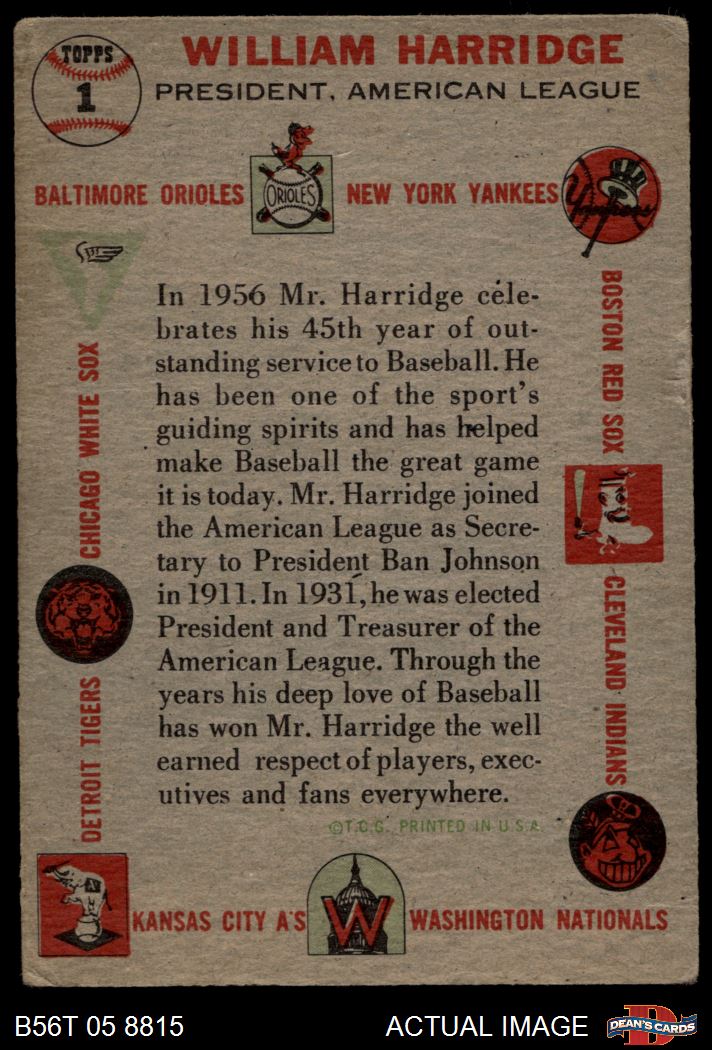 TOPPS
1
WILLIAM HARRIDGE
PRESIDENT, AMERICAN LEAGUE
BALTIMORE ORIOLES
ORIOLES
NEW YORK YANKEES
Yankees
BOSTON RED SOX
CLEVELAND INDIANS
CHICAGO WHITE SOX
DETROIT TIGERS
In 1956 Mr. Harridge cele-
brates his 45th year of out-
standing service to Baseball. He
has been one of the sport's
guiding spirits and has helped
make Baseball the great game
it is today. Mr. Harridge joined
the American League as Secre-
tary to President Ban Johnson
in 1911. In 1931, he was elected
President and Treasurer of the
American League. Through the
years his deep love of Baseball
has won Mr. Harridge the well
earned respect of players, exec-
utives and fans everywhere.
©T.C.G. PRINTED IN U.S.A.
KANSAS CITY A'S
A
W
WASHINGTON NATIONALS
B56T 05 8815
ACTUAL IMAGE
D
DEAN'S CARDS